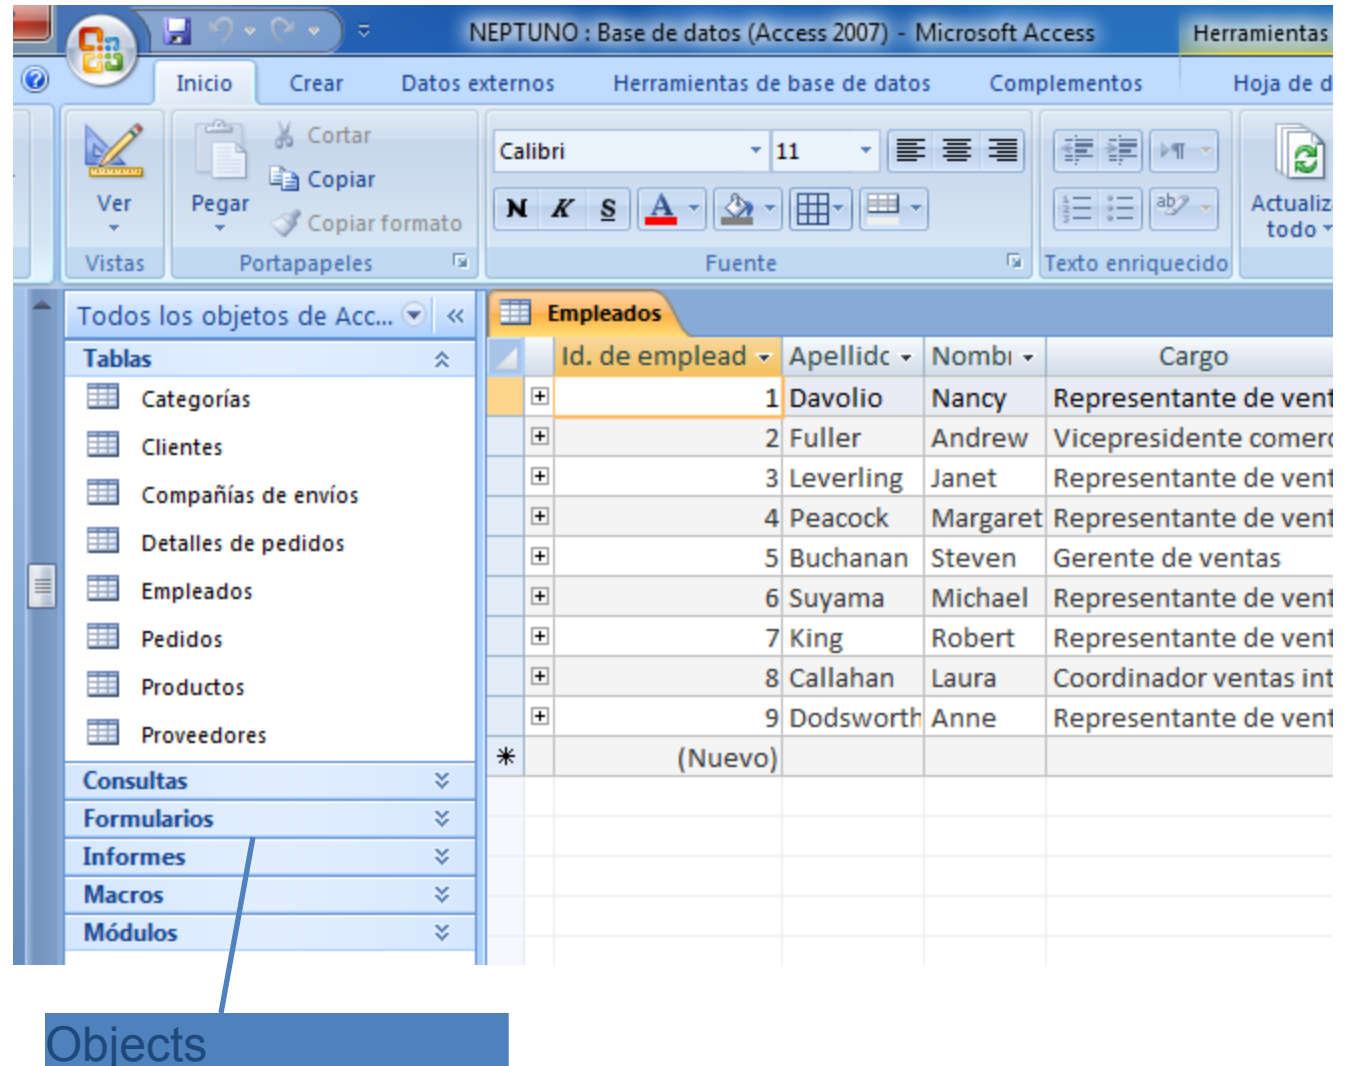 NEPTUNO : Base de datos (Access 2007) - Microsoft Access Herramientas
Inicio Crear Datos externos Herramientas de base de datos Complementos Hoja de d
Ver
Vistas
Pegar
Cortar
Copiar
Copiar formato
Portapapeles
Calibri 11
N K S A
Fuente
ab
Texto enriquecido
Actualiz
todo
Todos los objetos de Acc...
Tablas
Categorías
Clientes
Compañías de envíos
Detalles de pedidos
Empleados
Pedidos
Productos
Proveedores
Consultas
Formularios
Informes
Macros
Módulos
Empleados
Id. de emplead Apellido Nombr Cargo
1 Davolio Nancy Representante de vent
2 Fuller Andrew Vicepresidente comerc
3 Leverling Janet Representante de vent
4 Peacock Margaret Representante de vent
5 Buchanan Steven Gerente de ventas
6 Suyama Michael Representante de vent
7 King Robert Representante de vent
8 Callahan Laura Coordinador ventas int
9 Dodsworth Anne Representante de vent
(Nuevo)
Objects